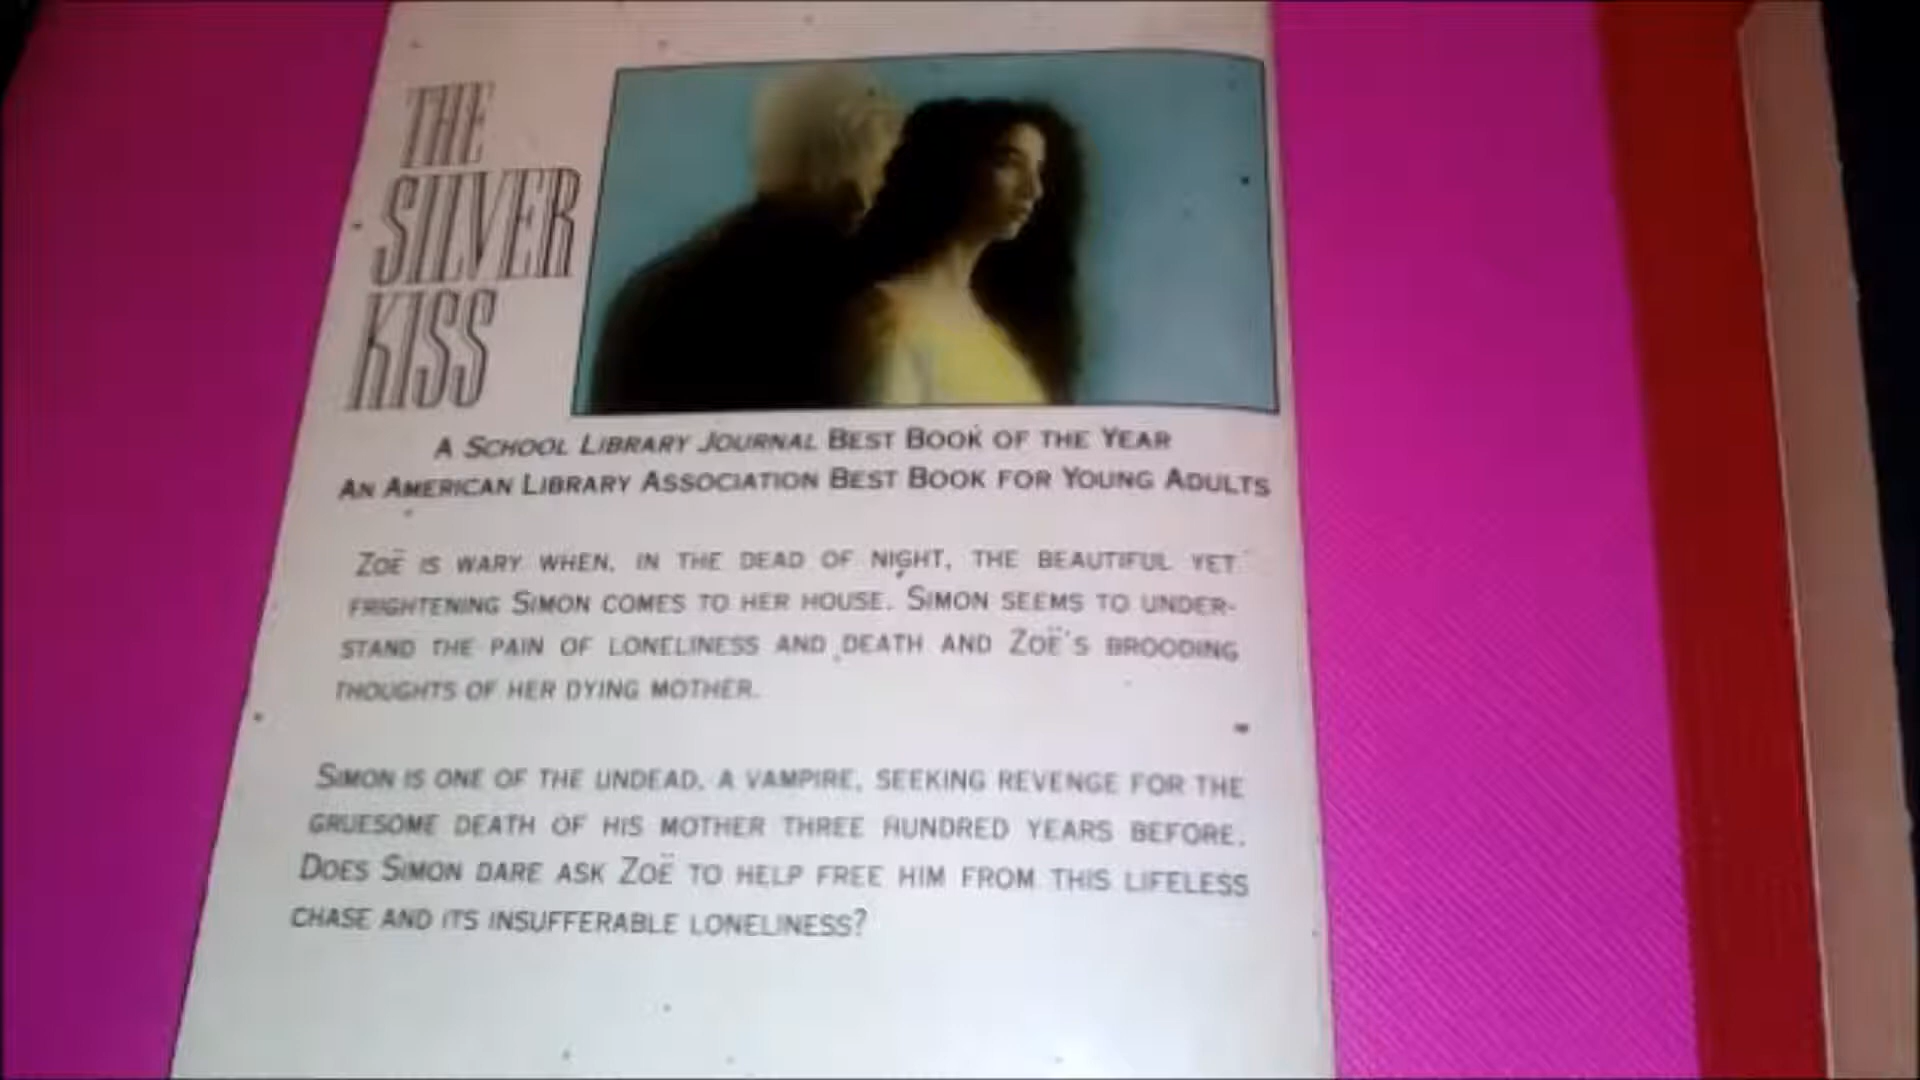 THE
SILVER
KISS
A SCHOOL LIBRARY JOURNAL BEST BOOK OF THE YEAR
AN AMERICAN LIBRARY ASSOCIATION BEST BOOK FOR YOUNG ADULTS
ZOË IS WARY WHEN, IN THE DEAD OF NIGHT, THE BEAUTIFUL YET
FRIGHTENING SIMON COMES TO HER HOUSE. SIMON SEEMS TO UNDER-
STAND THE PAIN OF LONELINESS AND DEATH AND ZOË'S BROODING
THOUGHTS OF HER DYING MOTHER.
SIMON IS ONE OF THE UNDEAD, A VAMPIRE, SEEKING REVENGE FOR THE
GRUESOME DEATH OF HIS MOTHER THREE HUNDRED YEARS BEFORE.
DOES SIMON DARE ASK ZOË TO HELP FREE HIM FROM THIS LIFELESS
CHASE AND ITS INSUFFERABLE LONELINESS?